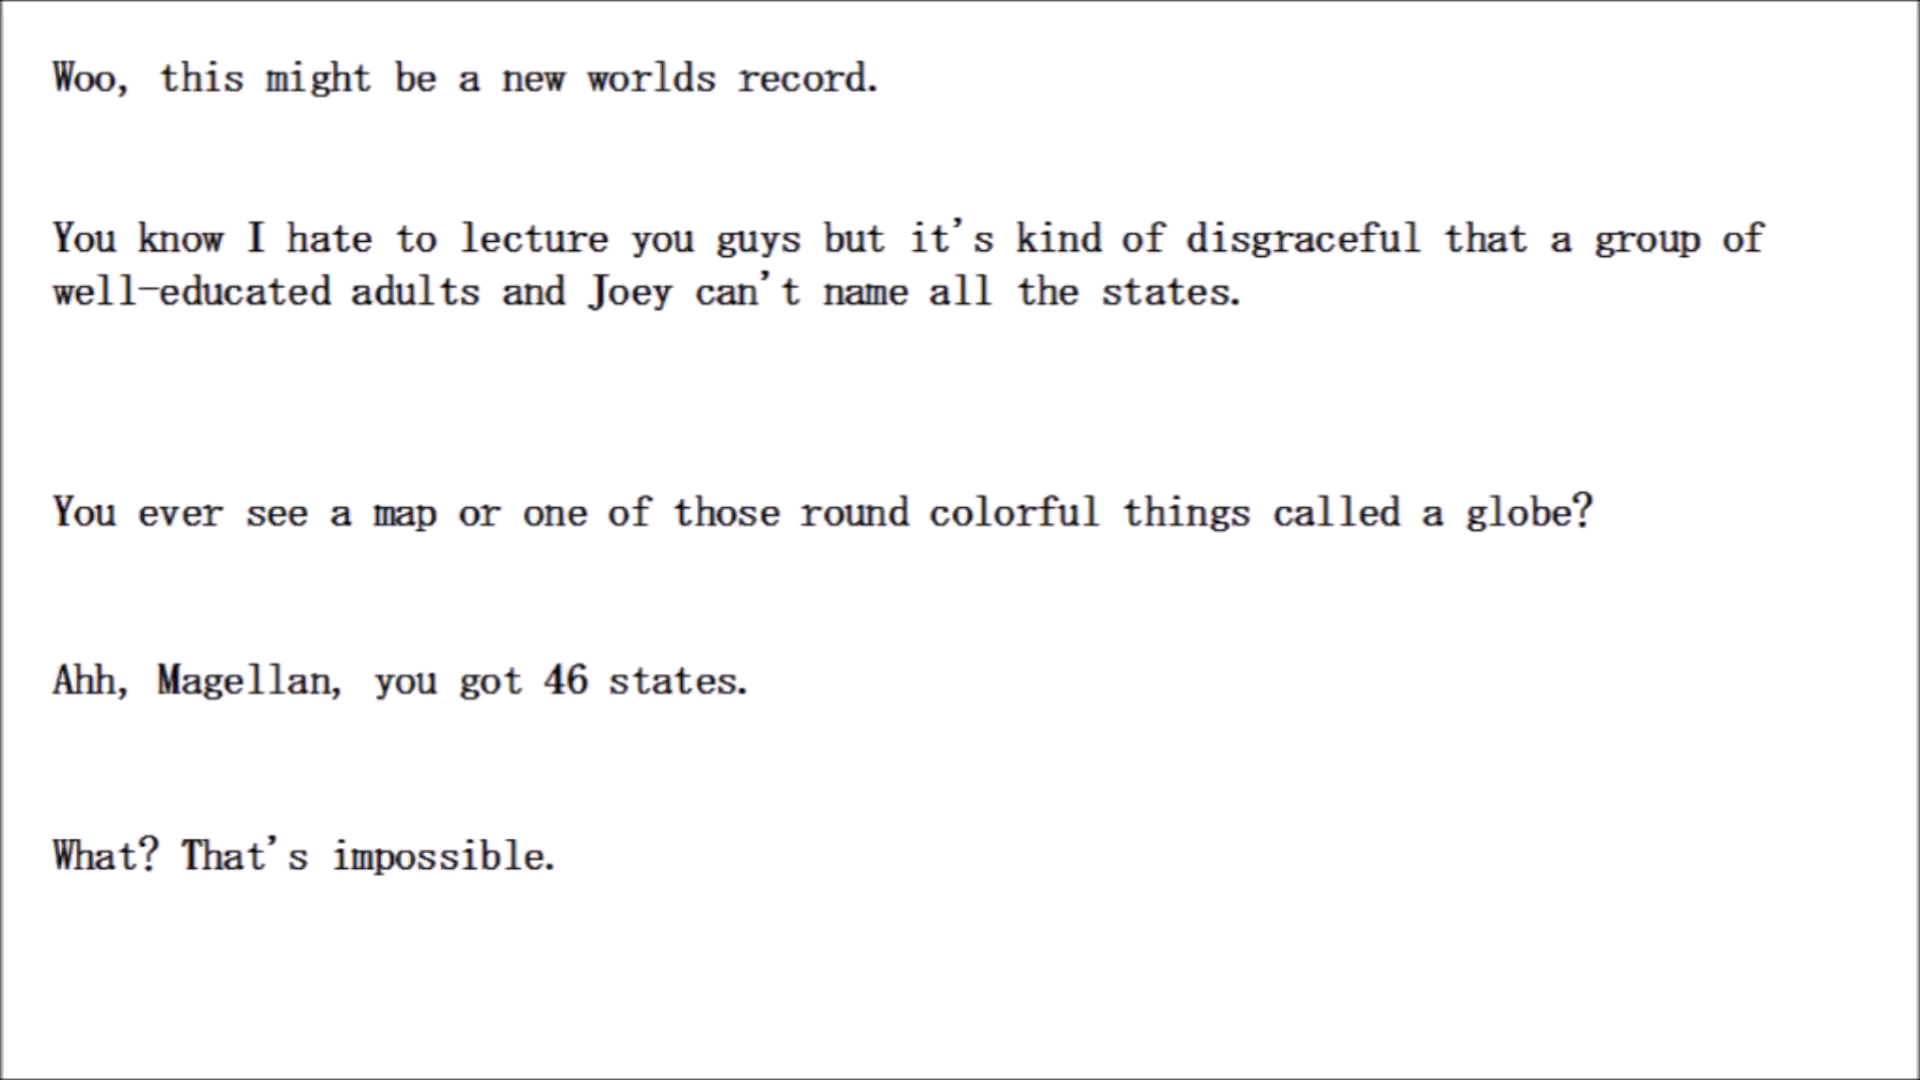 Woo, this might be a new worlds record.
You know I hate to lecture you guys but it's kind of disgraceful that a group of
well-educated adults and Joey can't name all the states.
You ever see a map or one of those round colorful things called a globe?
Ahh, Magellan, you got 46 states.
What? That's impossible.